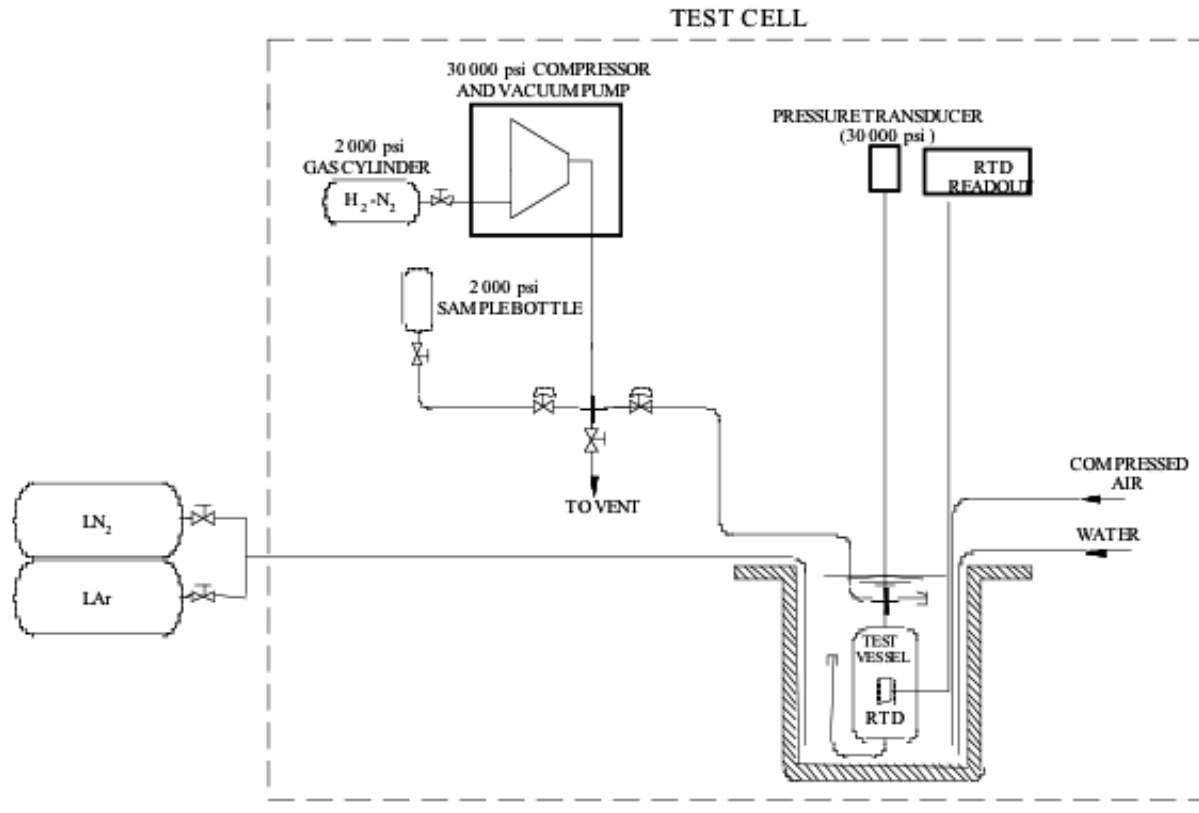 TEST CELL
30 000 psi COMPRESSOR
AND VACUUM PUMP
2 000 psi
GAS CYLINDER
H₂-N₂
PRESSURE TRANSDUCER
(30 000 psi )
RTD
READOUT
2 000 psi
SAMPLE BOTTLE
TO VENT
COMPRESSED
AIR
WATER
LN₂
LAr
TEST
VESSEL
RTD